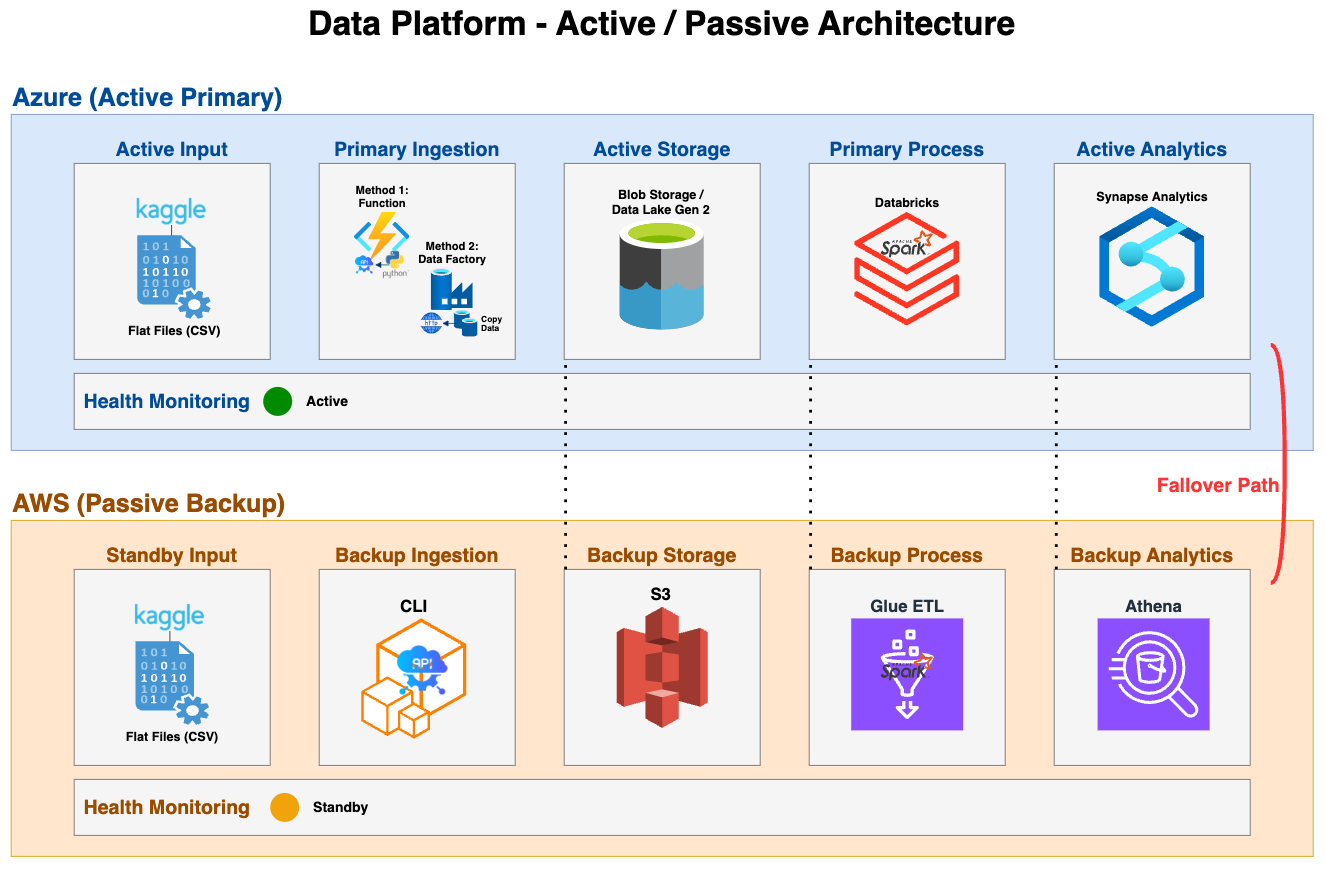 Data Platform - Active / Passive Architecture
Azure (Active Primary)
Active Input
Primary Ingestion
Active Storage
Primary Process
Active Analytics
kaggle
101
01010
10110
10100
010
Flat Files (CSV)
Method 1:
Function
API
python
Method 2:
Data Factory
http
Copy
Data
Blob Storage /
Data Lake Gen 2
Databricks
APACHE
Spark
Synapse Analytics
Health Monitoring
Active
Fallover Path
AWS (Passive Backup)
Standby Input
Backup Ingestion
Backup Storage
Backup Process
Backup Analytics
kaggle
101
01010
10110
10100
010
Flat Files (CSV)
CLI
API
S3
Glue ETL
APACHE
Spark
Athena
Health Monitoring
Standby